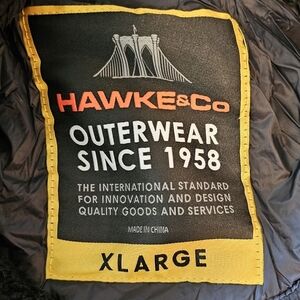 HAWKE&Co
OUTERWEAR
SINCE 1958
THE INTERNATIONAL STANDARD
FOR INNOVATION AND DESIGN
QUALITY GOODS AND SERVICES
MADE IN CHINA
XLARGE